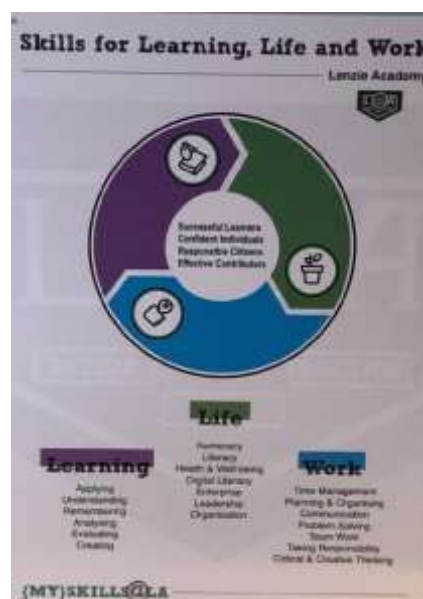 Skills for Learning, Life and Work
Lenzie Academy
Successful Learners
Confident Individuals
Responsible Citizens
Effective Contributors
Life
Numeracy
Literacy
Health & Well-being
Digital Literacy
Enterprise
Leadership
Organisation
Learning
Applying
Understanding
Remembering
Analysing
Evaluating
Creating
Work
Time Management
Planning & Organising
Communication
Problem Solving
Team Work
Taking Responsibility
Critical & Creative Thinking
{MY}SKILLS@LA